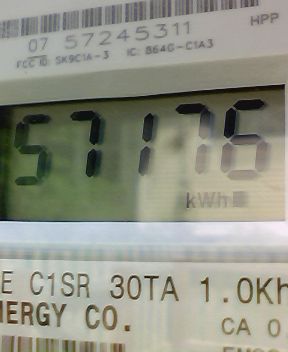 HPP
07 57245311
FCC ID: SK9C1A-3 IC: 864G-C1A3
57176
kWh
E C1SR 30TA 1.0Kh
NERGY CO.
CA 0.